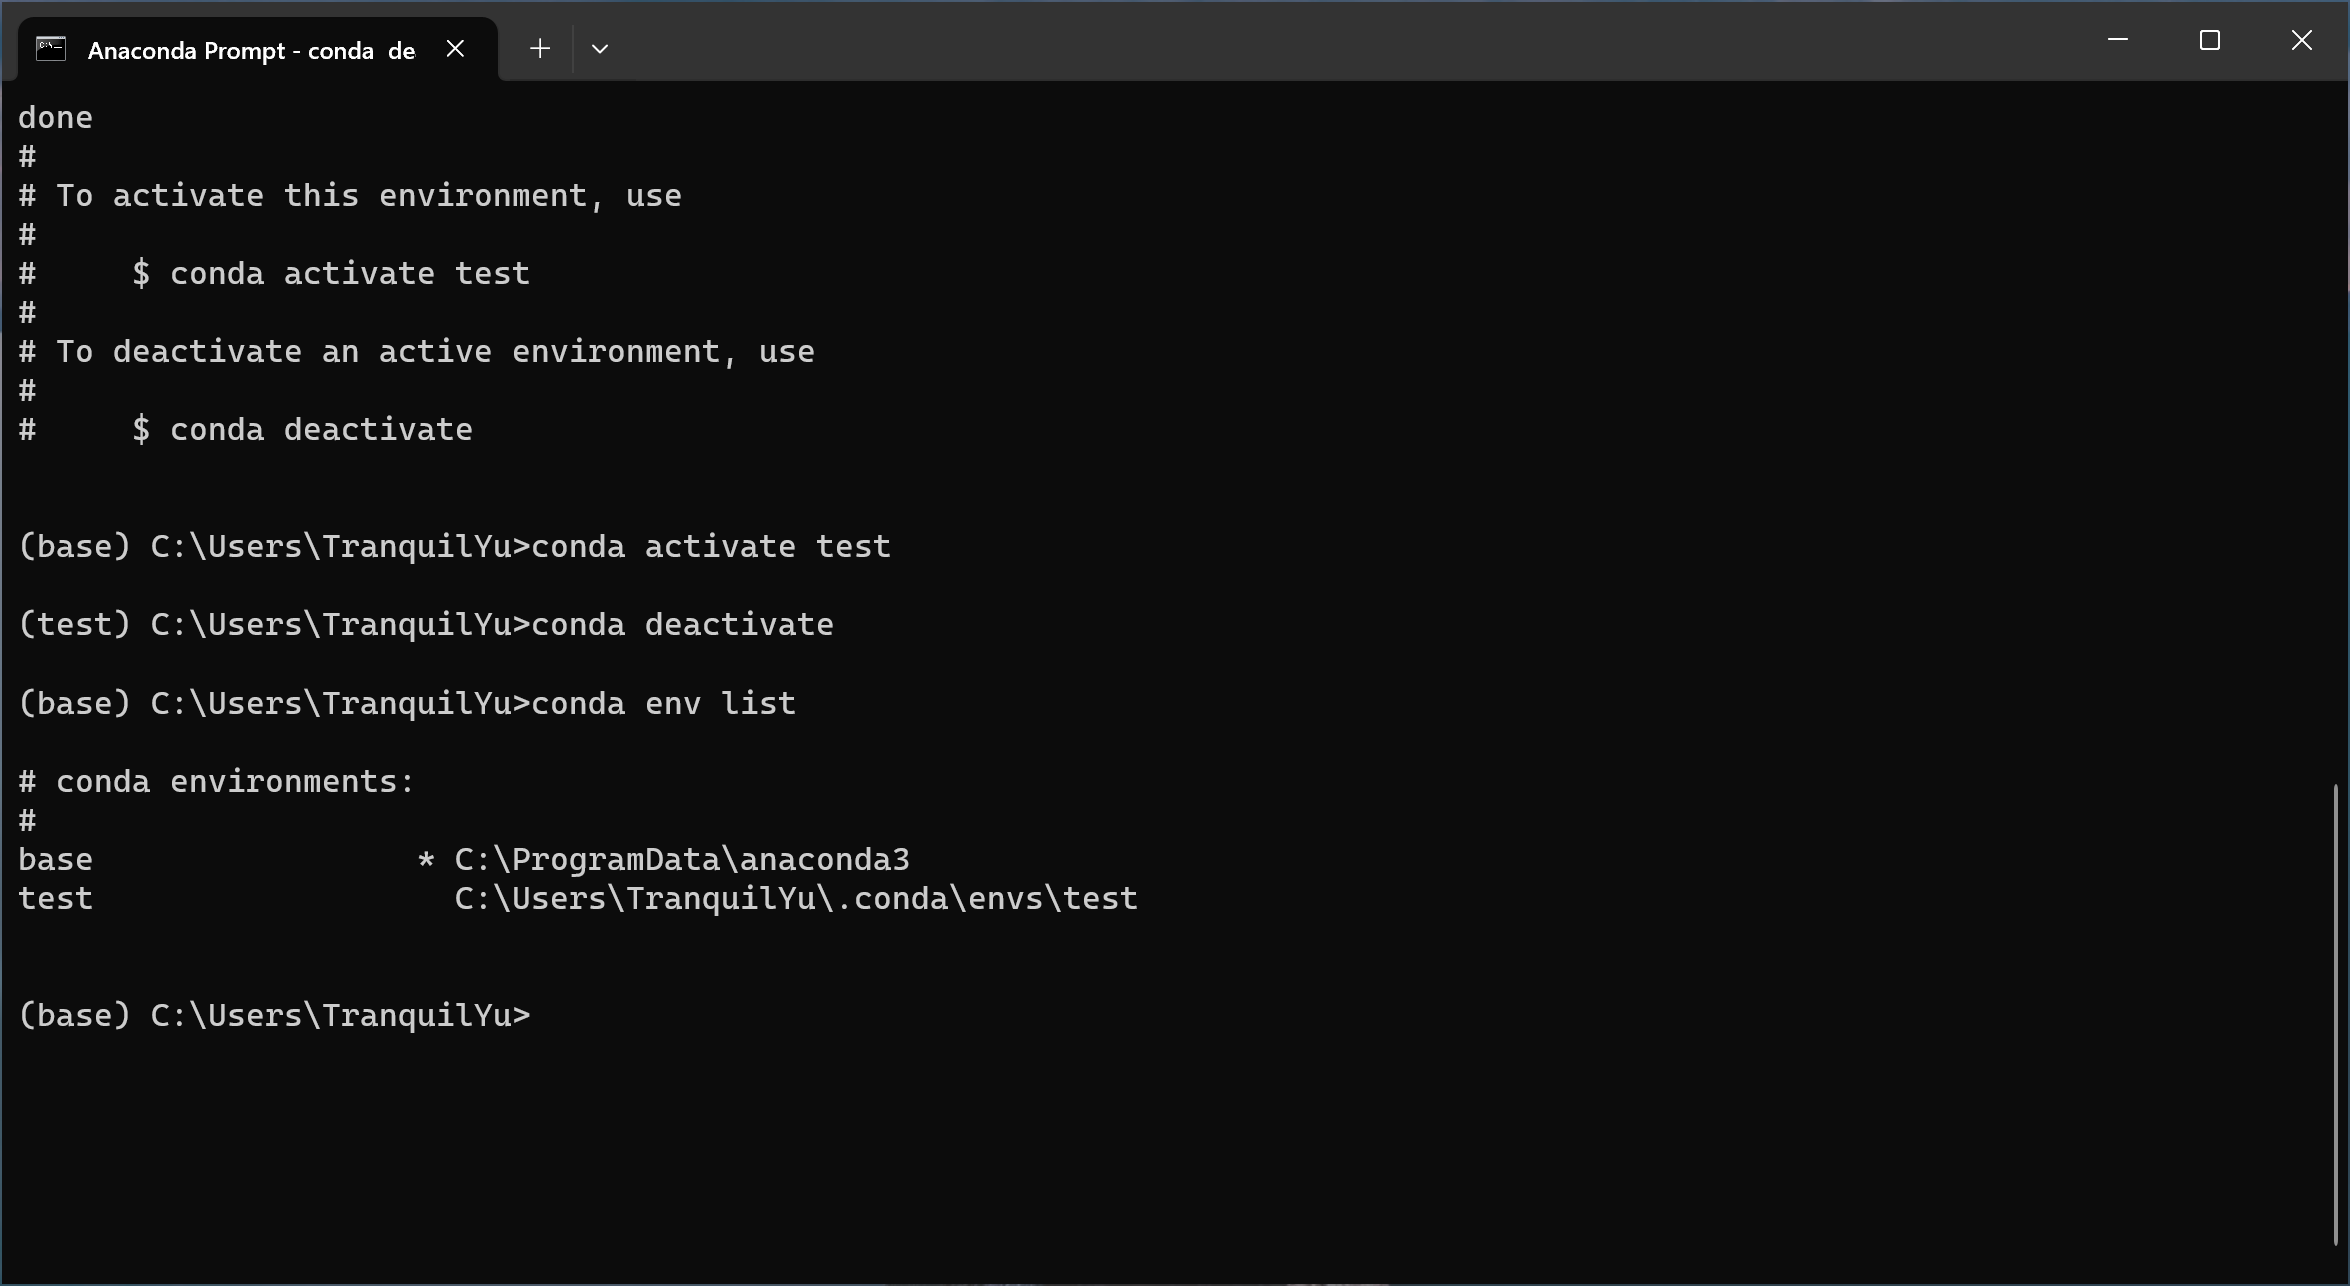 Anaconda Prompt - conda  de
done
#
# To activate this environment, use
#
#     $ conda activate test
#
# To deactivate an active environment, use
#
#     $ conda deactivate
(base) C:\Users\TranquilYu>conda activate test
(test) C:\Users\TranquilYu>conda deactivate
(base) C:\Users\TranquilYu>conda env list
# conda environments:
#
base                 * C:\ProgramData\anaconda3
test                   C:\Users\TranquilYu\.conda\envs\test
(base) C:\Users\TranquilYu>